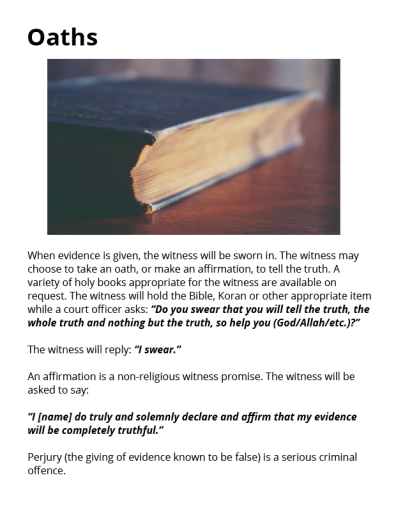 Oaths
When evidence is given, the witness will be sworn in. The witness may
choose to take an oath, or make an affirmation, to tell the truth. A
variety of holy books appropriate for the witness are available on
request. The witness will hold the Bible, Koran or other appropriate item
while a court officer asks: “Do you swear that you will tell the truth, the
whole truth and nothing but the truth, so help you (God/Allah/etc.)?”
The witness will reply: “I swear.”
An affirmation is a non-religious witness promise. The witness will be
asked to say:
“I [name] do truly and solemnly declare and affirm that my evidence
will be completely truthful.”
Perjury (the giving of evidence known to be false) is a serious criminal
offence.